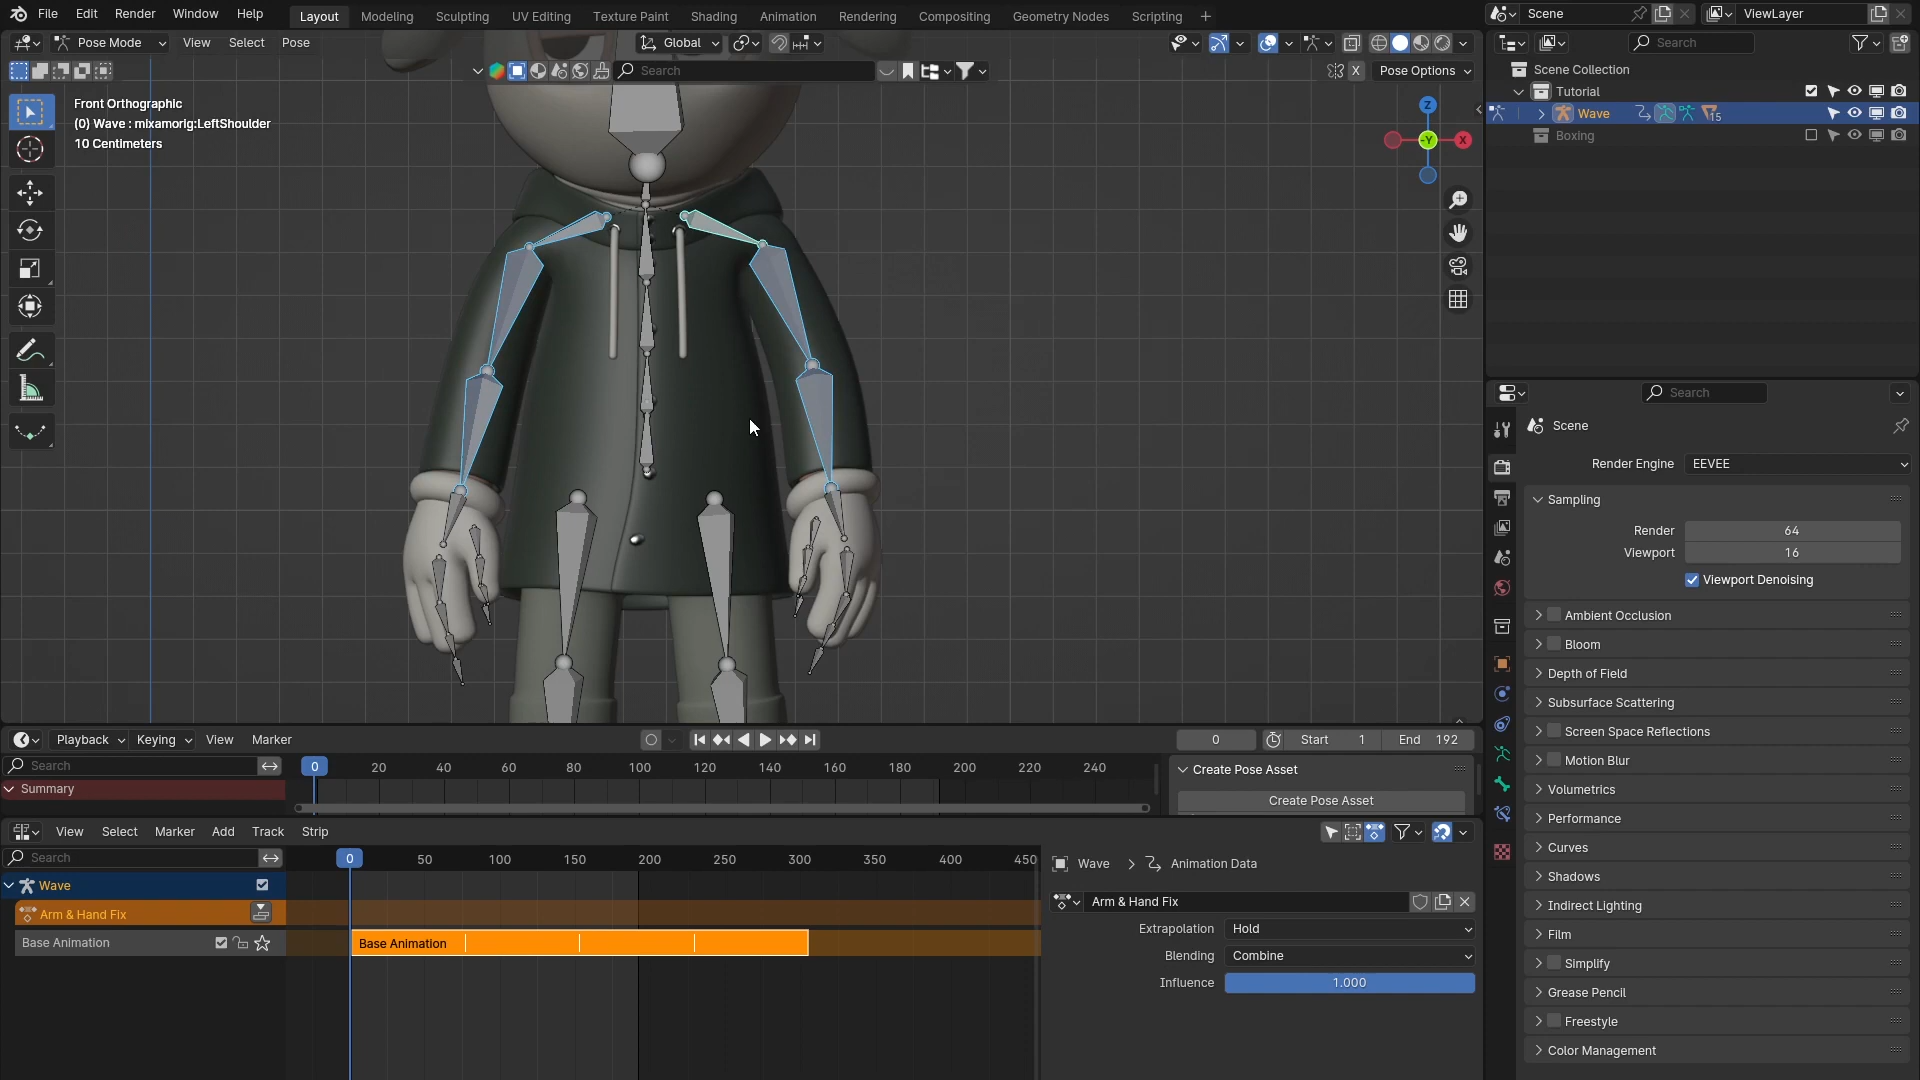 File Edit Render Window Help Layout Modeling Sculpting UV Editing Texture Paint Shading Animation Rendering Compositing Geometry Nodes Scripting + Scene ViewLayer
Pose Mode View Select Pose Global Search
Search X Pose Options
Scene Collection
Tutorial
Wave 15
Boxing
Front Orthographic
(0) Wave : mixamorig:LeftShoulder
10 Centimeters
Z
-Y
X
Search
Scene
Render Engine EEVEE
Sampling
Render 64
Viewport 16
Viewport Denoising
Ambient Occlusion
Bloom
Depth of Field
Subsurface Scattering
Screen Space Reflections
Motion Blur
Volumetrics
Performance
Curves
Shadows
Indirect Lighting
Film
Simplify
Grease Pencil
Freestyle
Color Management
Playback Keying View Marker 0 Start 1 End 192
Search 0 20 40 60 80 100 120 140 160 180 200 220 240
Summary
Create Pose Asset
Create Pose Asset
View Select Marker Add Track Strip
Search 0 50 100 150 200 250 300 350 400 450
Wave
Arm & Hand Fix
Base Animation Base Animation
Wave Animation Data
Arm & Hand Fix
Extrapolation Hold
Blending Combine
Influence 1.000